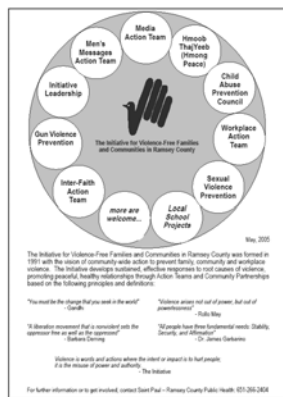 Media
Action Team
Men's
Messages
Action Team
Hmoob
ThajYeeb
(Hmong
Peace)
Initiative
Leadership
Child
Abuse
Prevention
Council
The Initiative for Violence-Free Families
and Communities in Ramsey County
Gun Violence
Prevention
Workplace
Action
Team
Inter-Faith
Action
Team
Sexual
Violence
Prevention
more are
welcome...
Local
School
Projects
May, 2005
The Initiative for Violence-Free Families and Communities in Ramsey County was formed in
1991 with the vision of community-wide action to prevent family, community and workplace
violence. The Initiative develops sustained, effective responses to root causes of violence,
promoting peaceful, healthy relationships through Action Teams and Community Partnerships
based on the following principles and definitions:
"You must be the change that you seek in the world"
- Gandhi
"Violence arises not out of power, but out of
powerlessness"
- Rollo May
"A liberation movement that is nonviolent sets the
oppressor free as well as the oppressed"
- Barbara Deming
"All people have three fundamental needs: Stability,
Security, and Affirmation"
- Dr. James Garbarino
Violence is words and actions where the intent or impact is to hurt people;
it is the misuse of power and authority.
- The Initiative
For further information or to get involved, contact Saint Paul – Ramsey County Public Health: 651-266-2404